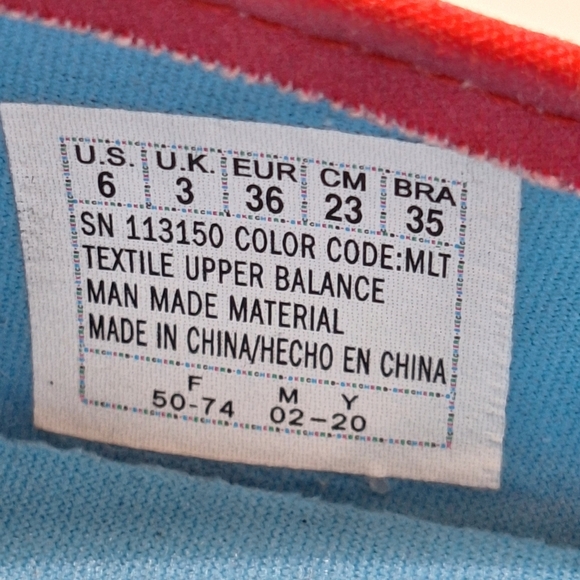 U.S. U.K. EUR CM BRA
6 3 36 23 35
SN 113150 COLOR CODE:MLT
TEXTILE UPPER BALANCE
MAN MADE MATERIAL
MADE IN CHINA/HECHO EN CHINA
F M Y
50-74 02-20